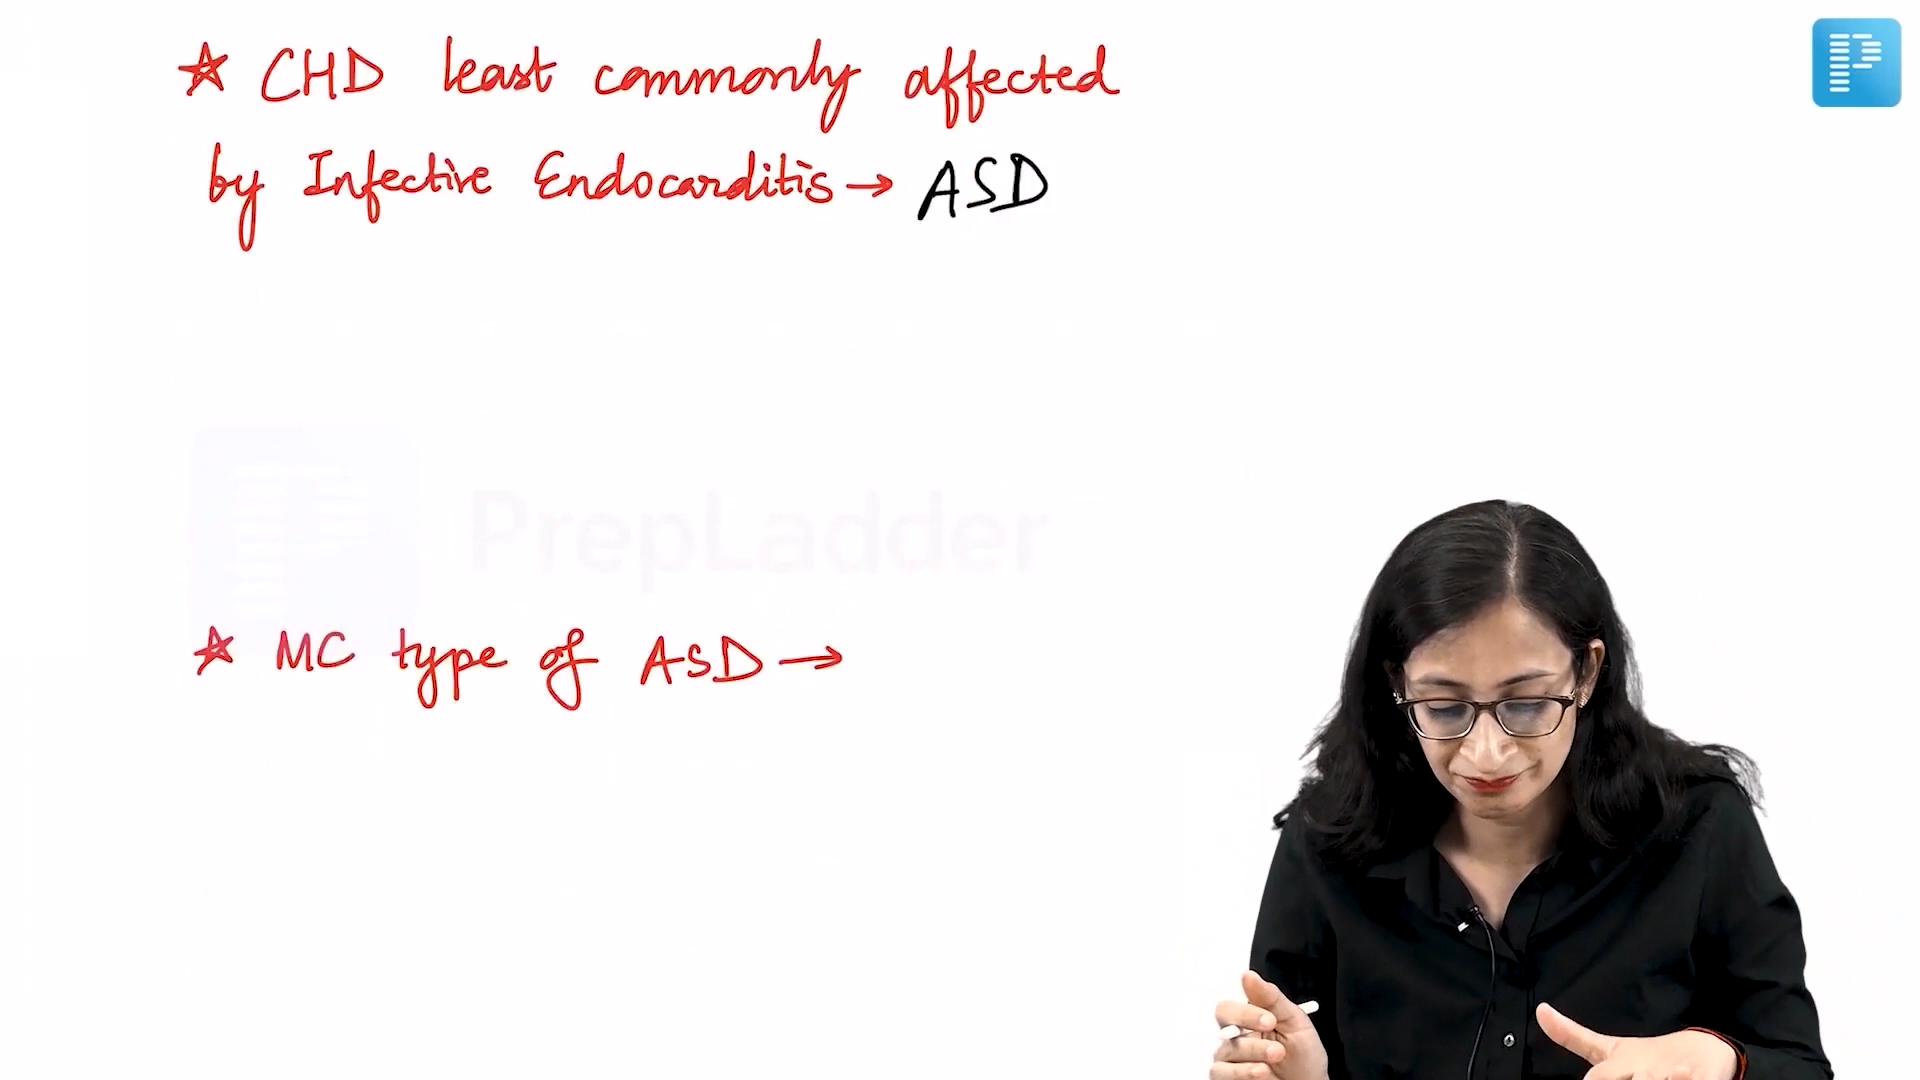 ☆ CHD least commonly affected
by Infective Endocarditis → ASD
PrepLadder
☆ MC type of ASD →